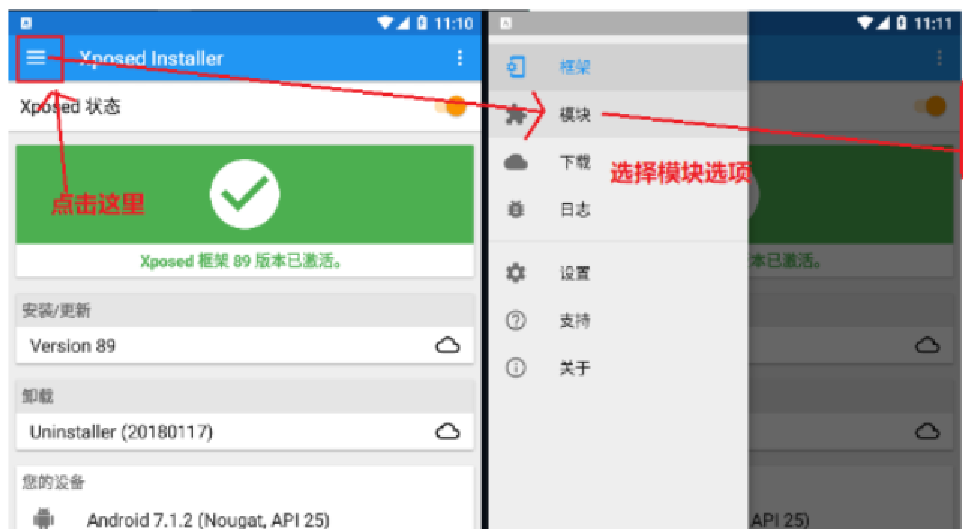 11:10
Xposed Installer
Xposed 状态
点击这里
Xposed 框架 89 版本已激活。
安装/更新
Version 89
卸载
Uninstaller (20180117)
您的设备
Android 7.1.2 (Nougat, API 25)
11:11
框架
模块
下载
选择模块选项
日志
本已激活。
设置
支持
关于
API 25)